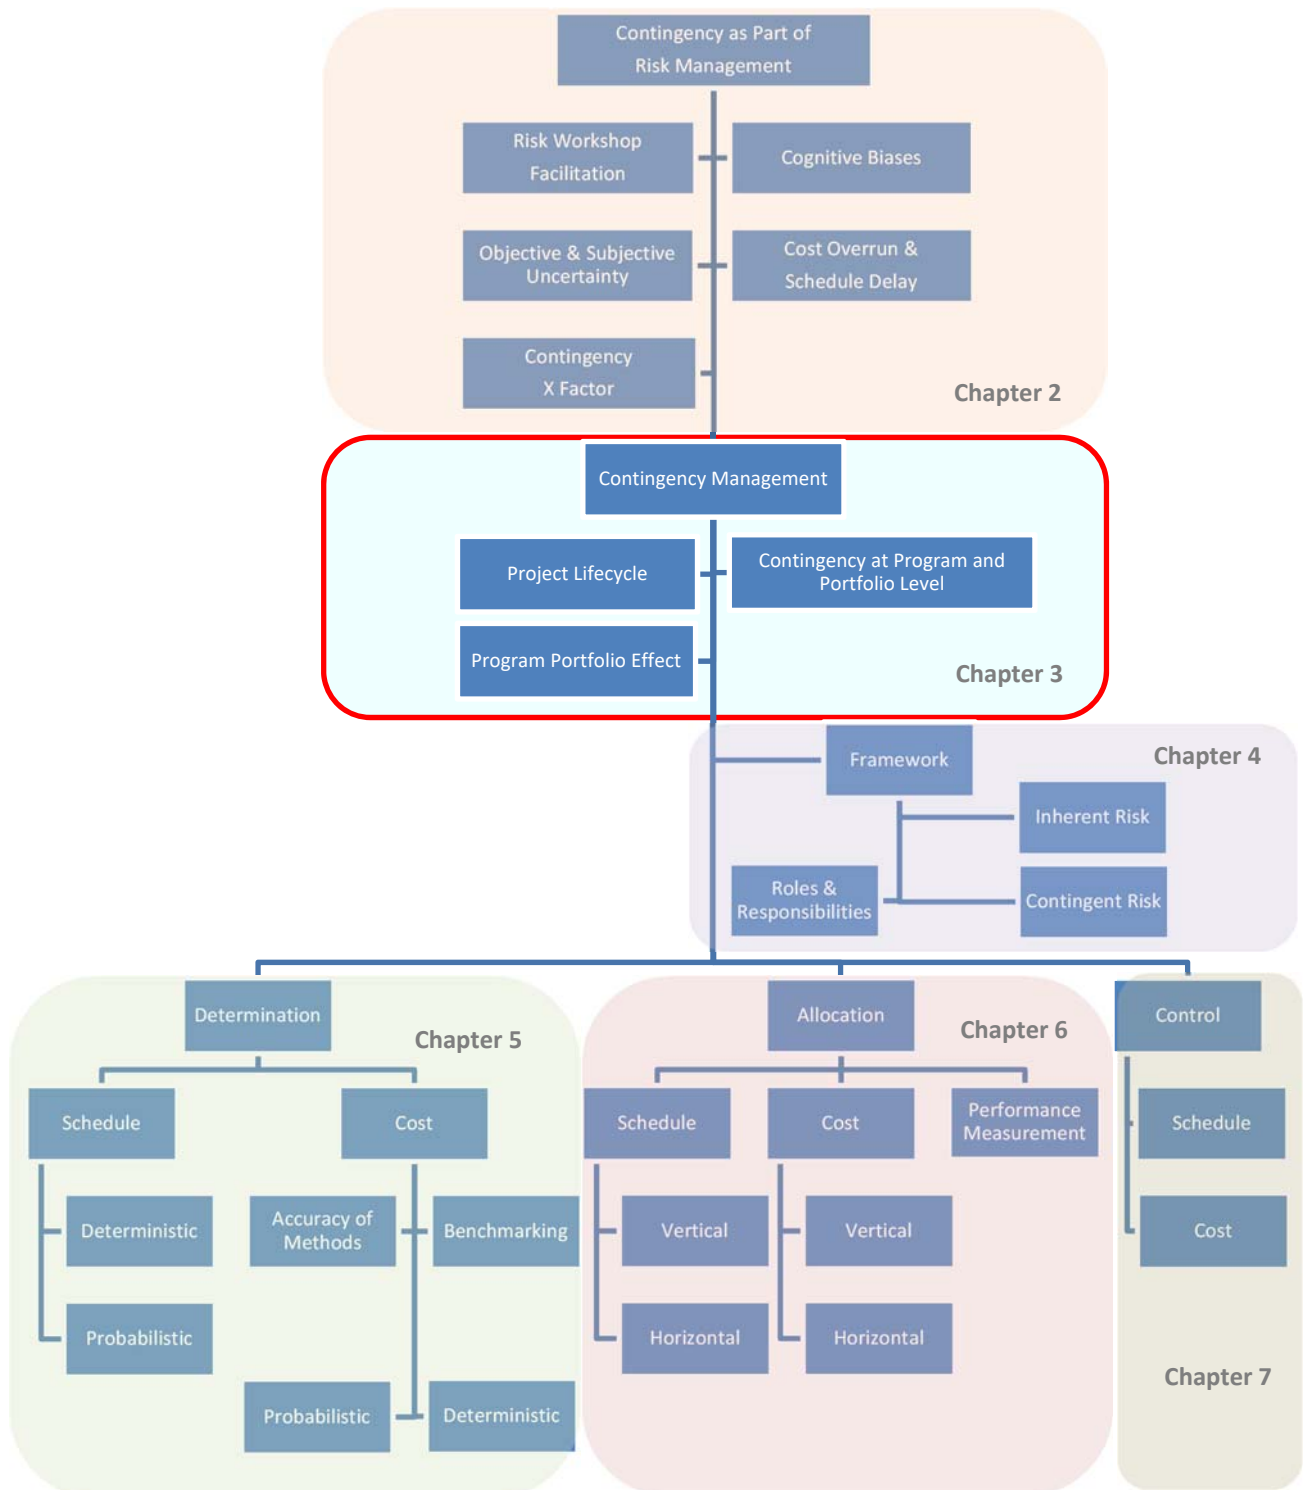 Contingency as Part of
Risk Management
Risk Workshop
Facilitation
Cognitive Biases
Objective & Subjective
Uncertainty
Cost Overrun &
Schedule Delay
Contingency
X Factor
Chapter 2
Contingency Management
Project Lifecycle
Contingency at Program and
Portfolio Level
Program Portfolio Effect
Chapter 3
Chapter 4
Framework
Inherent Risk
Roles &
Responsibilities
Contingent Risk
Determination
Chapter 5
Schedule
Cost
Deterministic
Accuracy of
Methods
Benchmarking
Probabilistic
Probabilistic
Deterministic
Allocation
Chapter 6
Schedule
Cost
Performance
Measurement
Vertical
Vertical
Horizontal
Horizontal
Control
Schedule
Cost
Chapter 7